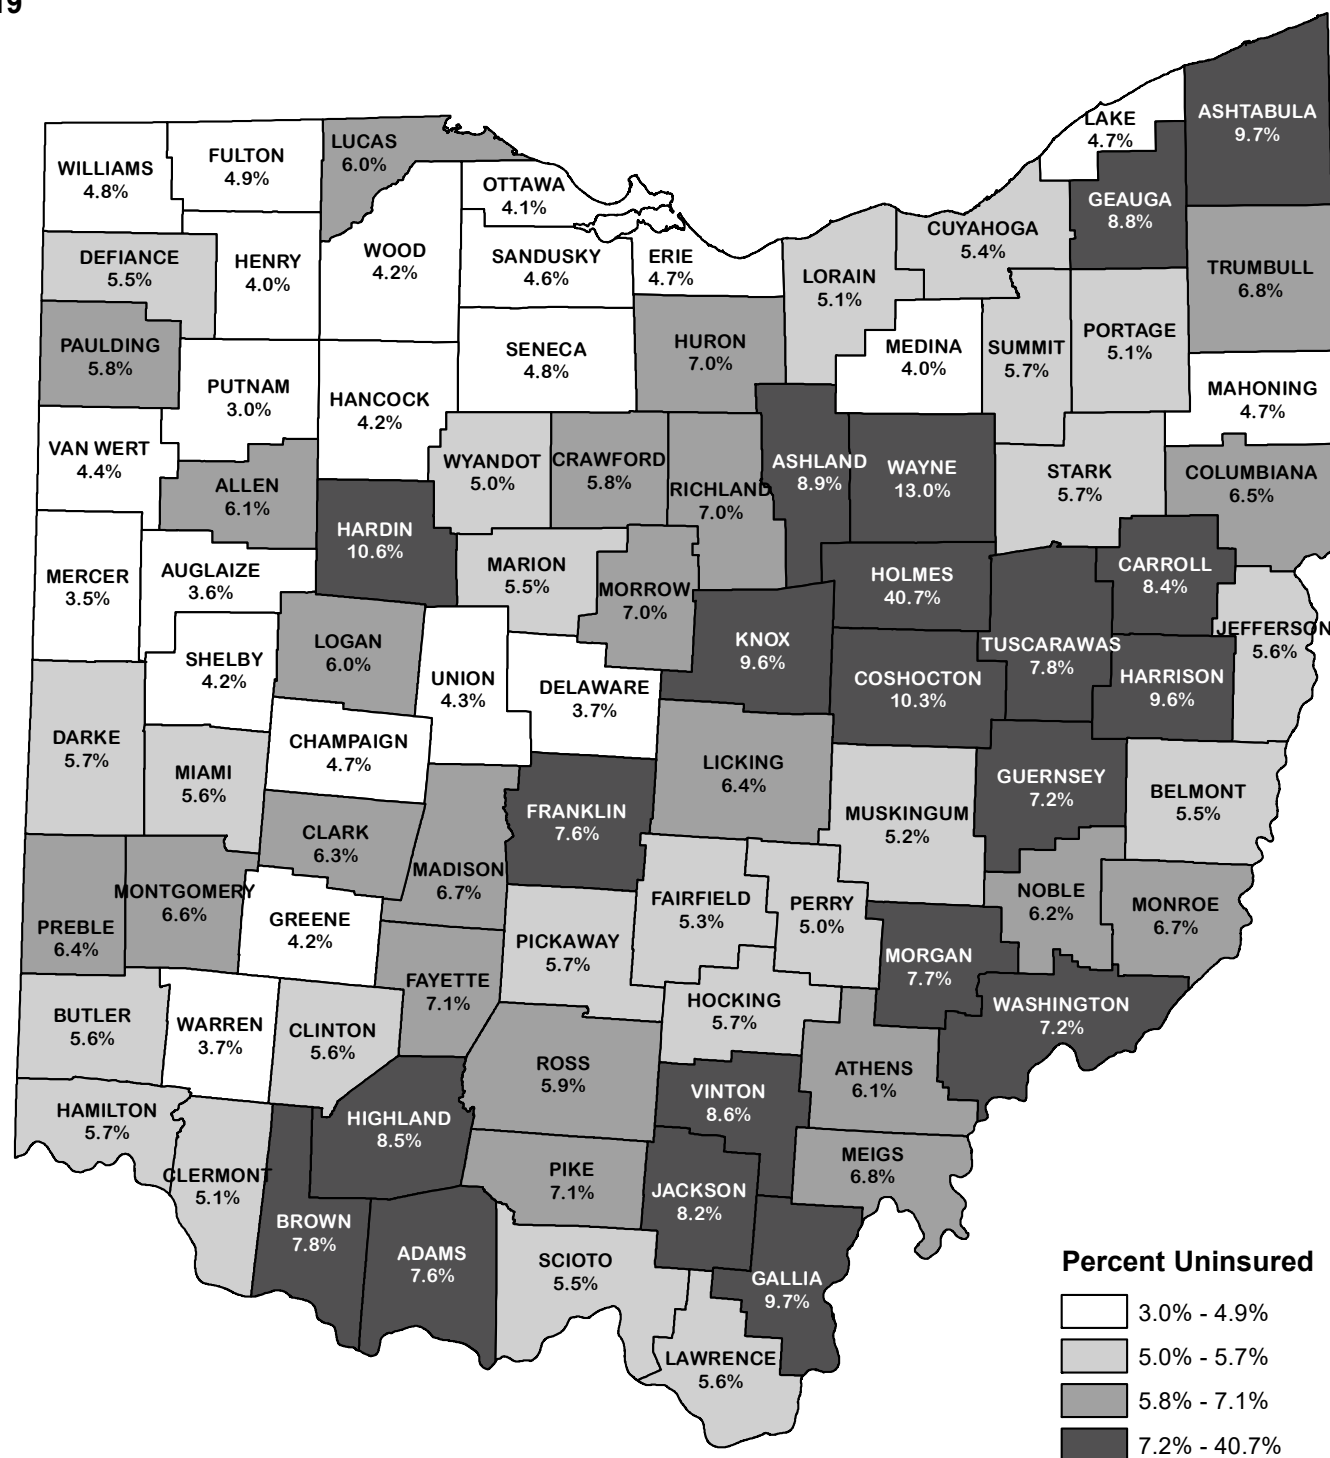 19
ASHTABULA
9.7%
LAKE
4.7%
LUCAS
6.0%
FULTON
4.9%
WILLIAMS
4.8%
OTTAWA
4.1%
GEAUGA
8.8%
CUYAHOGA
5.4%
WOOD
4.2%
SANDUSKY
4.6%
ERIE
4.7%
DEFIANCE
5.5%
HENRY
4.0%
LORAIN
5.1%
TRUMBULL
6.8%
PAULDING
5.8%
SENECA
4.8%
HURON
7.0%
MEDINA
4.0%
SUMMIT
5.7%
PORTAGE
5.1%
PUTNAM
3.0%
HANCOCK
4.2%
MAHONING
4.7%
VAN WERT
4.4%
WYANDOT
5.0%
CRAWFORD
5.8%
RICHLAND
7.0%
ASHLAND
8.9%
WAYNE
13.0%
STARK
5.7%
COLUMBIANA
6.5%
ALLEN
6.1%
HARDIN
10.6%
MERCER
3.5%
AUGLAIZE
3.6%
MARION
5.5%
MORROW
7.0%
HOLMES
40.7%
CARROLL
8.4%
JEFFERSON
5.6%
SHELBY
4.2%
LOGAN
6.0%
UNION
4.3%
DELAWARE
3.7%
KNOX
9.6%
COSHOCTON
10.3%
TUSCARAWAS
7.8%
HARRISON
9.6%
DARKE
5.7%
MIAMI
5.6%
CHAMPAIGN
4.7%
LICKING
6.4%
GUERNSEY
7.2%
BELMONT
5.5%
FRANKLIN
7.6%
MUSKINGUM
5.2%
CLARK
6.3%
MADISON
6.7%
MONTGOMERY
6.6%
PREBLE
6.4%
GREENE
4.2%
FAIRFIELD
5.3%
PERRY
5.0%
NOBLE
6.2%
MONROE
6.7%
PICKAWAY
5.7%
MORGAN
7.7%
FAYETTE
7.1%
HOCKING
5.7%
WASHINGTON
7.2%
BUTLER
5.6%
WARREN
3.7%
CLINTON
5.6%
ROSS
5.9%
ATHENS
6.1%
VINTON
8.6%
HAMILTON
5.7%
HIGHLAND
8.5%
CLERMONT
5.1%
PIKE
7.1%
MEIGS
6.8%
JACKSON
8.2%
BROWN
7.8%
ADAMS
7.6%
SCIOTO
5.5%
GALLIA
9.7%
LAWRENCE
5.6%
Percent Uninsured
3.0% - 4.9%
5.0% - 5.7%
5.8% - 7.1%
7.2% - 40.7%